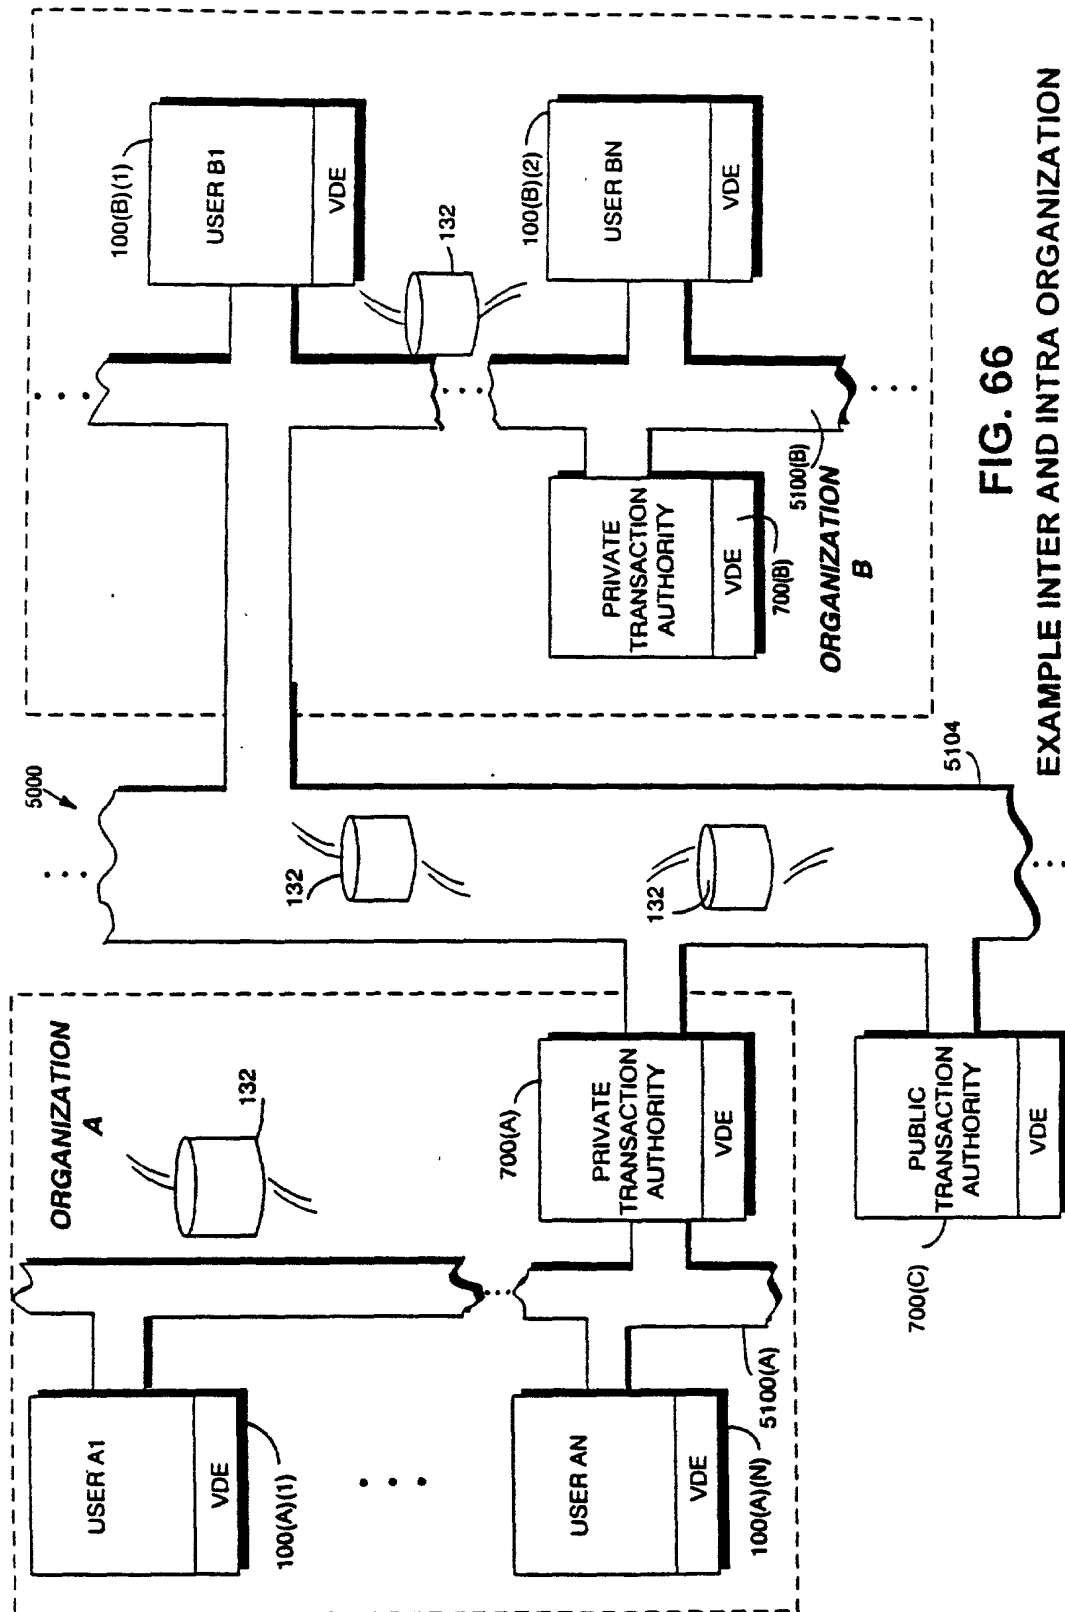 ORGANIZATION
A
132
USER A1
VDE
100(A)(1)
USER AN
VDE
100(A)(N)
5100(A)
700(A)
PRIVATE
TRANSACTION
AUTHORITY
VDE
700(C)
PUBLIC
TRANSACTION
AUTHORITY
VDE
5000
132
132
5104
100(B)(1)
USER B1
VDE
132
100(B)(2)
USER BN
VDE
PRIVATE
TRANSACTION
AUTHORITY
VDE
700(B)
5100(B)
ORGANIZATION
B
FIG. 66
EXAMPLE INTER AND INTRA ORGANIZATION